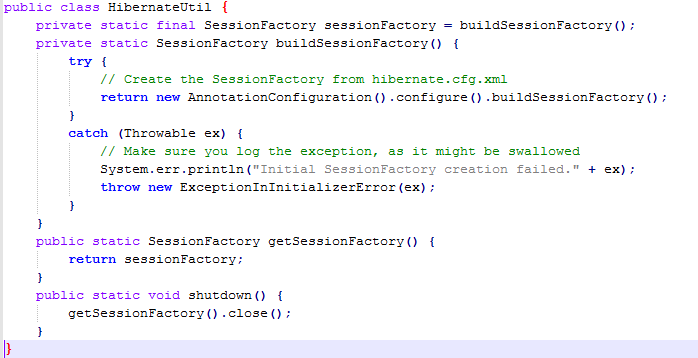 public class HibernateUtil {
    private static final SessionFactory sessionFactory = buildSessionFactory();
    private static SessionFactory buildSessionFactory() {
        try {
            // Create the SessionFactory from hibernate.cfg.xml
            return new AnnotationConfiguration().configure().buildSessionFactory();
        }
        catch (Throwable ex) {
            // Make sure you log the exception, as it might be swallowed
            System.err.println("Initial SessionFactory creation failed." + ex);
            throw new ExceptionInInitializerError(ex);
        }
    }
    public static SessionFactory getSessionFactory() {
        return sessionFactory;
    }
    public static void shutdown() {
        getSessionFactory().close();
    }
}